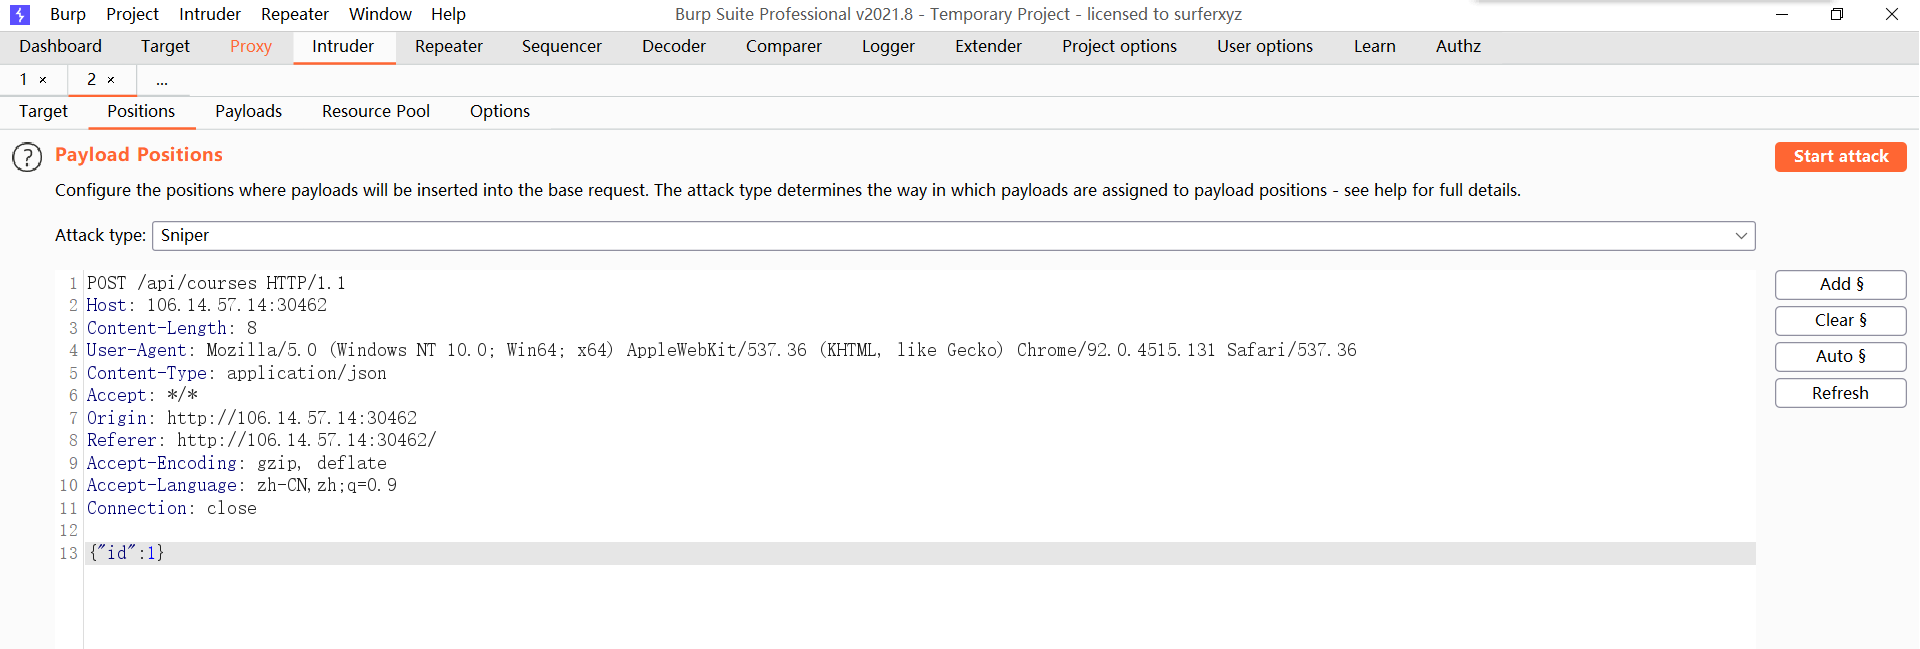 Burp Project Intruder Repeater Window Help Burp Suite Professional v2021.8 - Temporary Project - licensed to surferxyz
Dashboard Target Proxy Intruder Repeater Sequencer Decoder Comparer Logger Extender Project options User options Learn Authz
1 × 2 × ...
Target Positions Payloads Resource Pool Options
? Payload Positions Start attack
Configure the positions where payloads will be inserted into the base request. The attack type determines the way in which payloads are assigned to payload positions - see help for full details.
Attack type: Sniper
1 POST /api/courses HTTP/1.1 Add §
2 Host: 106.14.57.14:30462
3 Content-Length: 8 Clear §
4 User-Agent: Mozilla/5.0 (Windows NT 10.0; Win64; x64) AppleWebKit/537.36 (KHTML, like Gecko) Chrome/92.0.4515.131 Safari/537.36 Auto §
5 Content-Type: application/json
6 Accept: */* Refresh
7 Origin: http://106.14.57.14:30462
8 Referer: http://106.14.57.14:30462/
9 Accept-Encoding: gzip, deflate
10 Accept-Language: zh-CN,zh;q=0.9
11 Connection: close
12
13 {"id":1}